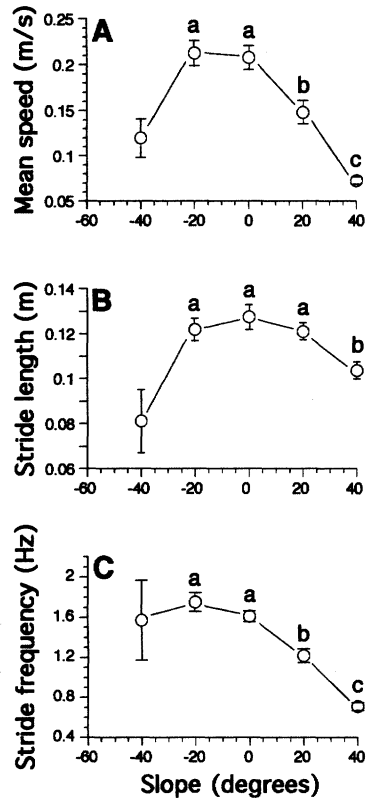 A
Mean speed (m/s)
0.25
0.2
0.15
0.1
0.05
a a
b
c
-60 -40 -20 0 20 40
B
Stride length (m)
0.14
0.12
0.1
0.08
0.06
a a a
b
-60 -40 -20 0 20 40
C
Stride frequency (Hz)
2
1.6
1.2
0.8
0.4
a a
b
c
-60 -40 -20 0 20 40
Slope (degrees)